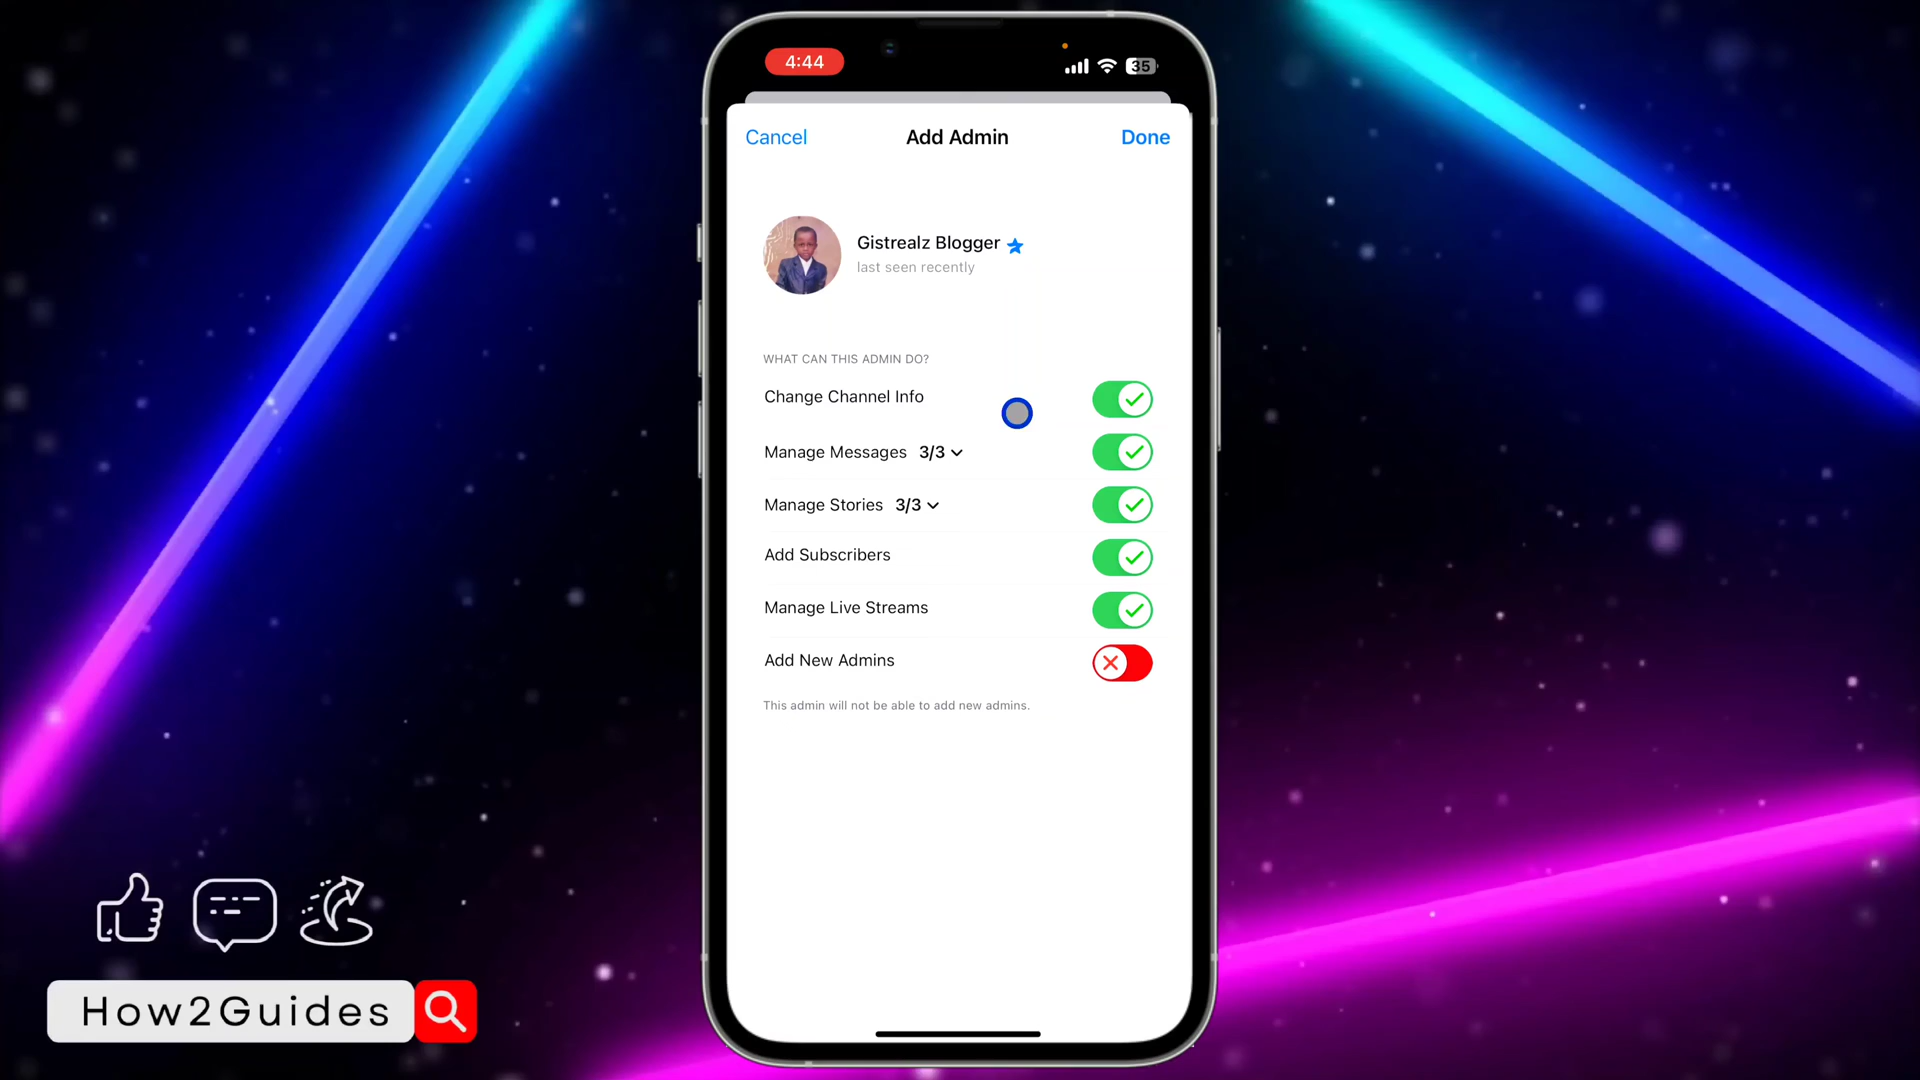 4:44
35
Cancel
Add Admin
Done
Gistrealz Blogger
last seen recently
WHAT CAN THIS ADMIN DO?
Change Channel Info
Manage Messages 3/3
Manage Stories 3/3
Add Subscribers
Manage Live Streams
Add New Admins
This admin will not be able to add new admins.
How2Guides